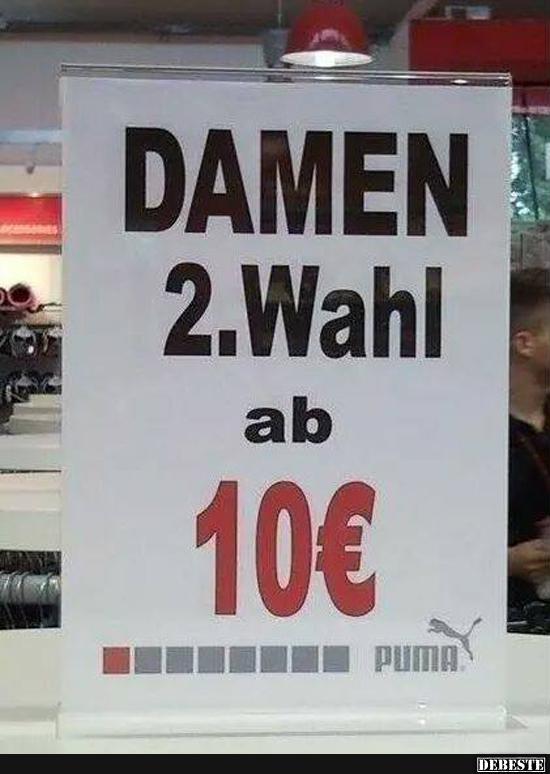 DAMEN
2.Wahl
ab
10€
PUMA
DEBESTE